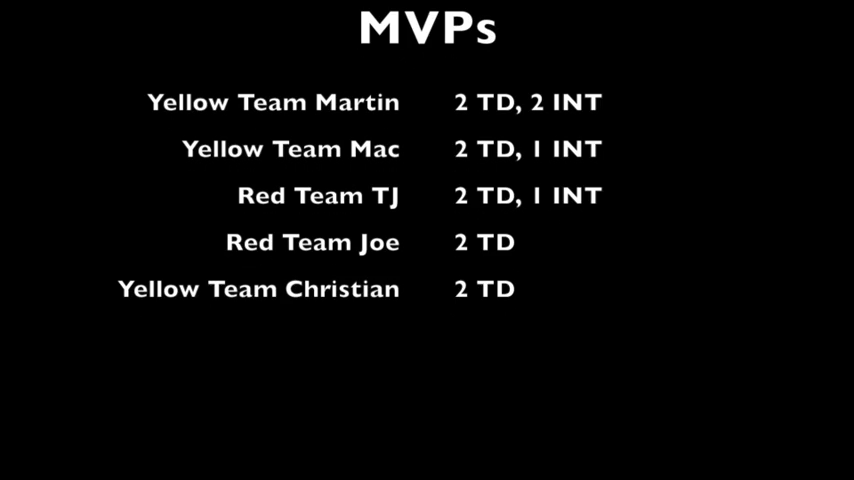 MVPs
Yellow Team Martin 2 TD, 2 INT
Yellow Team Mac 2 TD, 1 INT
Red Team TJ 2 TD, 1 INT
Red Team Joe 2 TD
Yellow Team Christian 2 TD